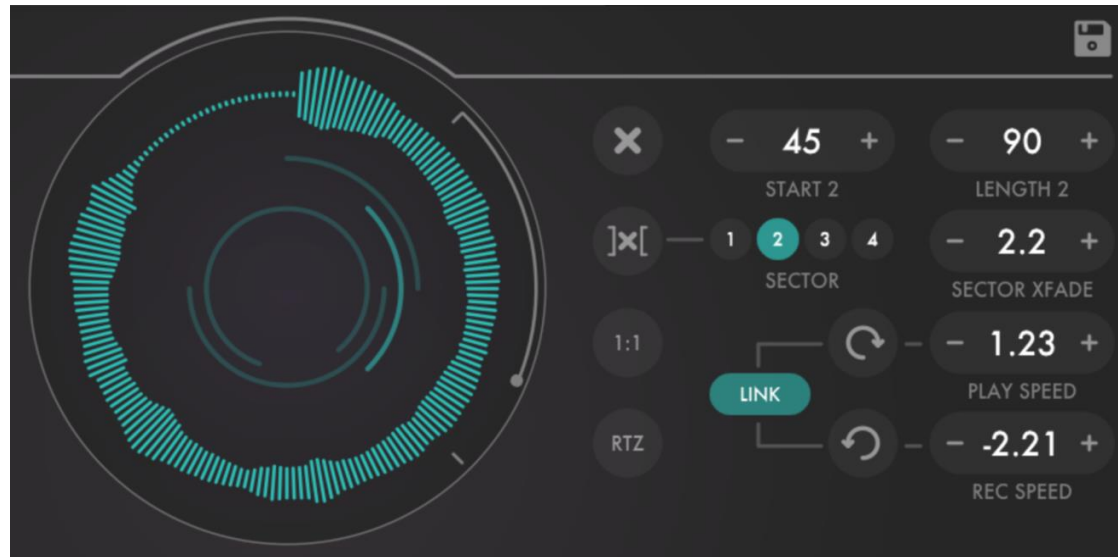 - 45 +
START 2
- 90 +
LENGTH 2
]×[
1 2 3 4
SECTOR
- 2.2 +
SECTOR XFADE
1:1
- 1.23 +
PLAY SPEED
LINK
RTZ
- -2.21 +
REC SPEED